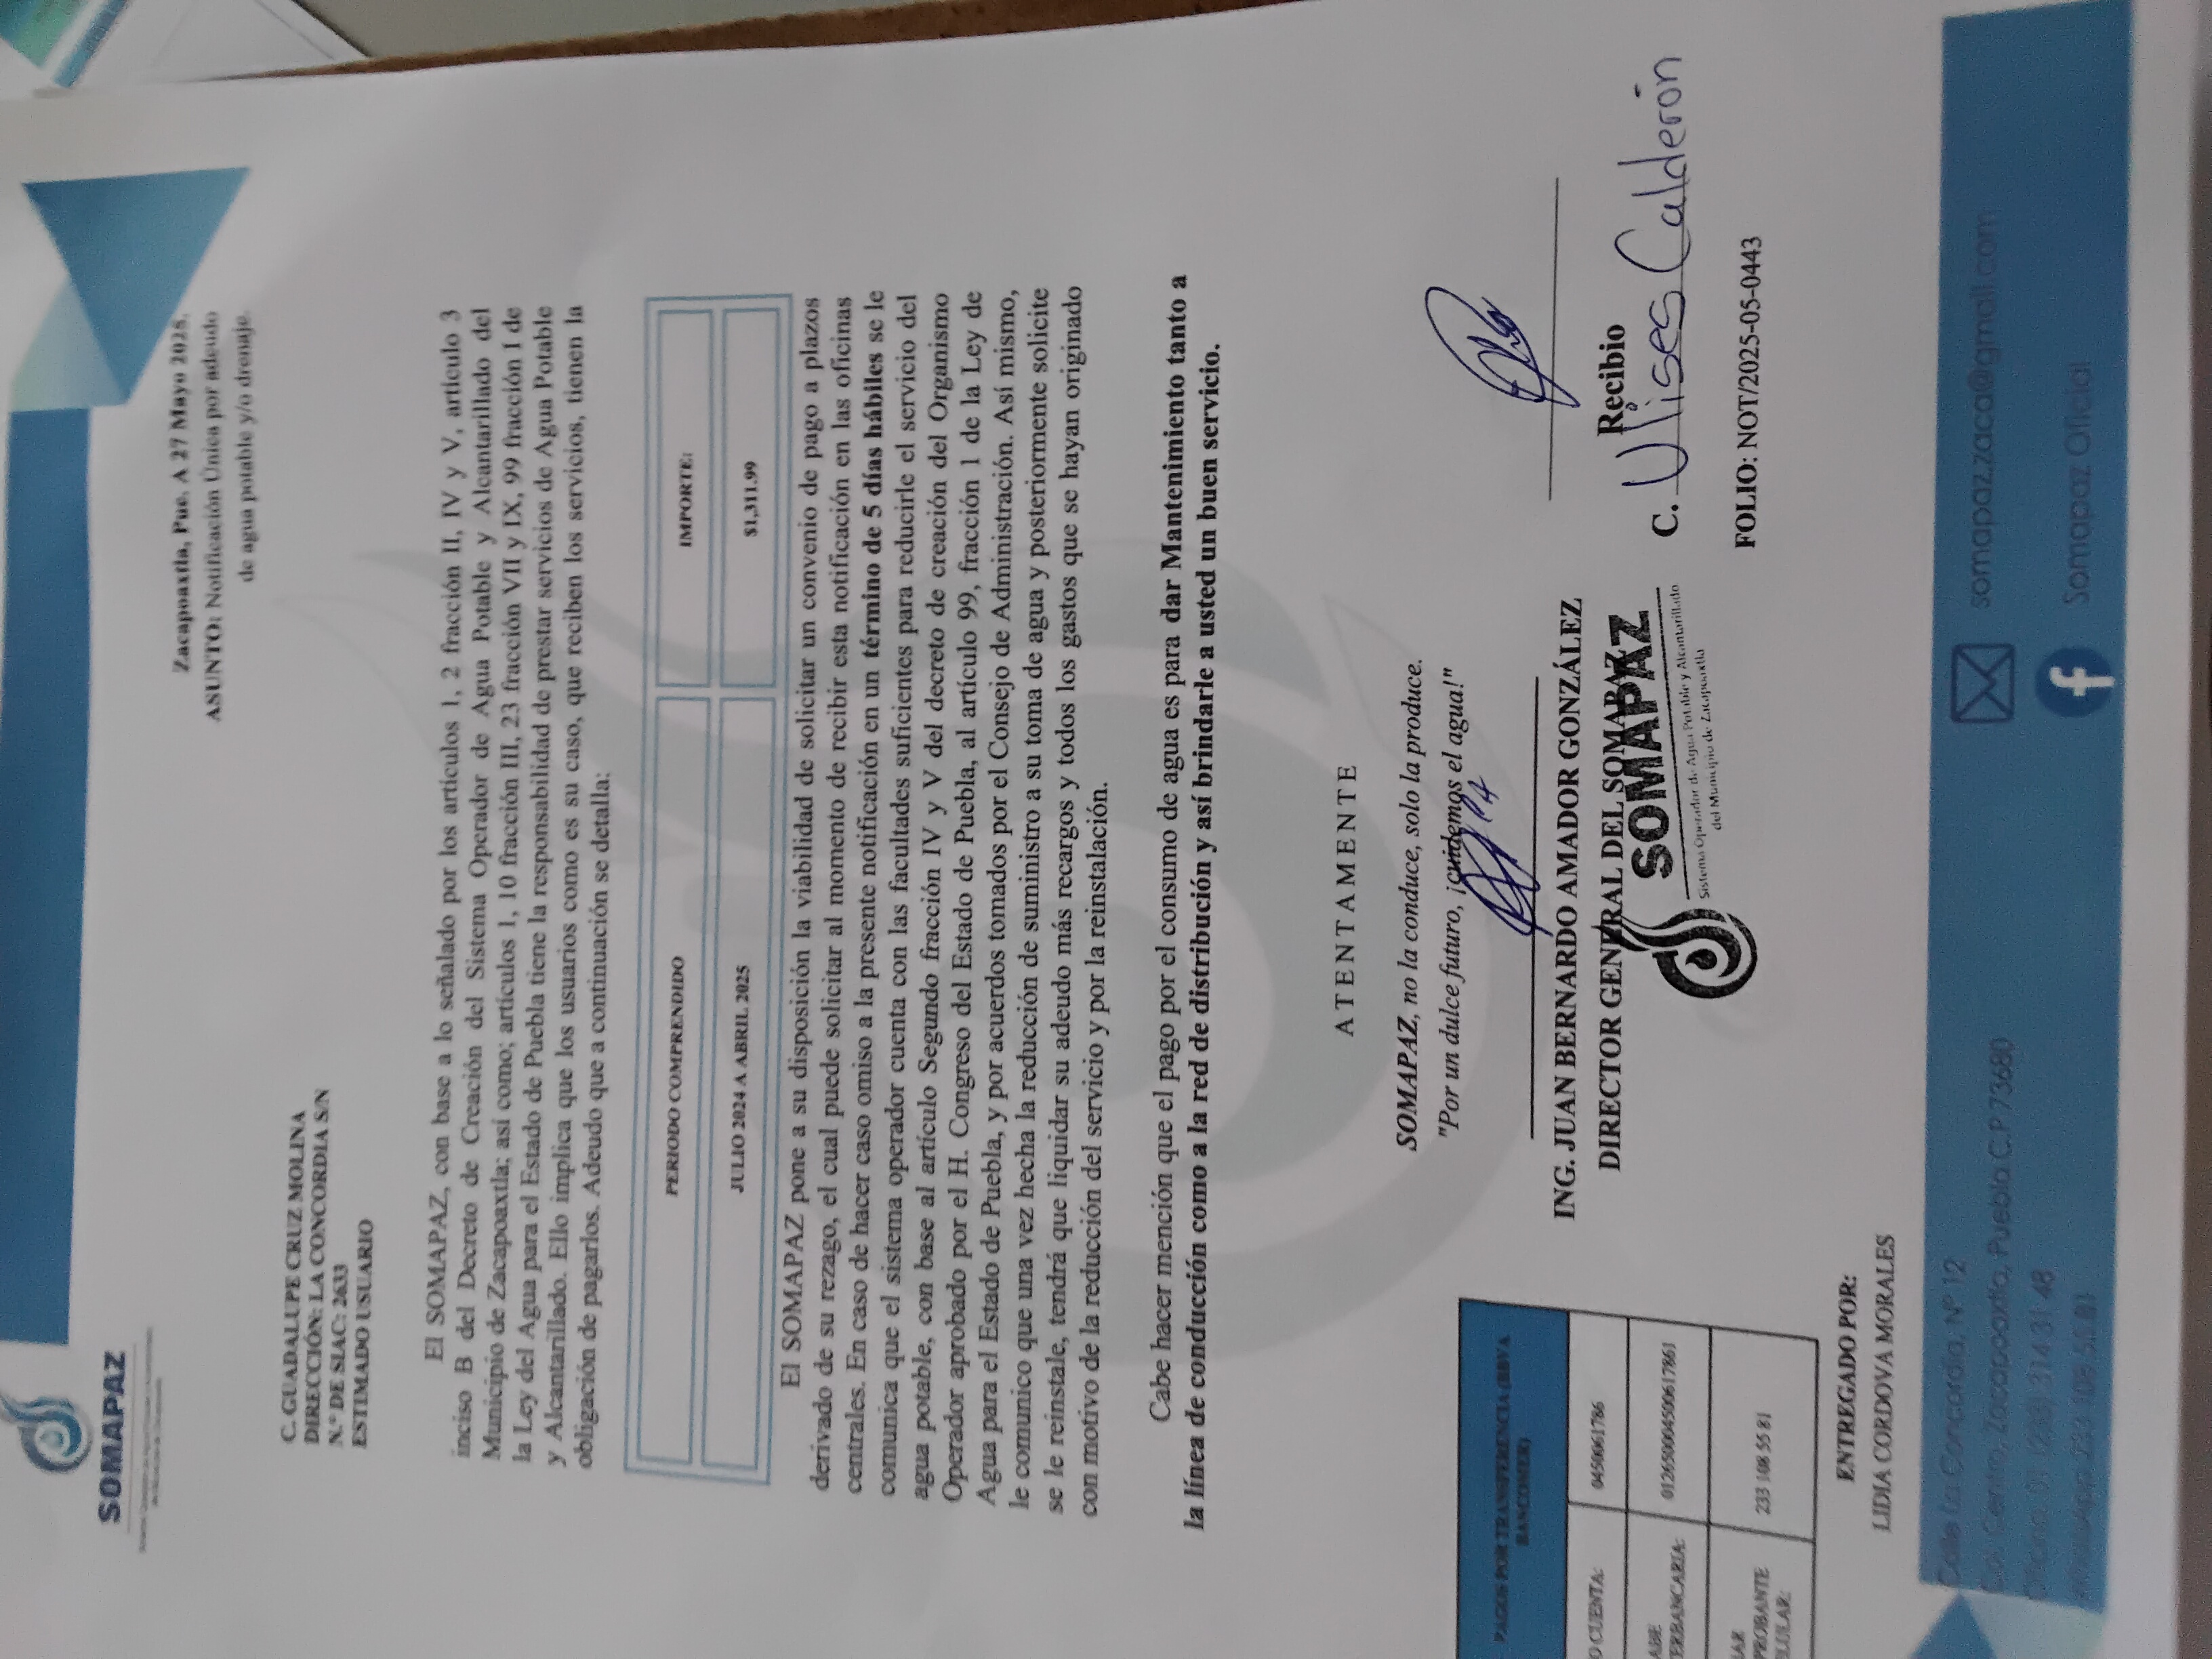 SOMAPAZ
Zacapoaxtla, Pue. A 27 Mayo 2025.
ASUNTO: Notificación Única por adeudo
de agua potable y/o drenaje.
C. GUADALUPE CRUZ MOLINA
DIRECCIÓN: LA CONCORDIA S/N
N.° DE SIAC: 2633
ESTIMADO USUARIO
El SOMAPAZ, con base a lo señalado por los artículos 1, 2 fracción II, IV y V, artículo 3
inciso B del Decreto de Creación del Sistema Operador de Agua Potable y Alcantarillado del
Municipio de Zacapoaxtla; así como; artículos 1, 10 fracción III, 23 fracción VII y IX, 99 fracción I de
la Ley del Agua para el Estado de Puebla tiene la responsabilidad de prestar servicios de Agua Potable
y Alcantarillado. Ello implica que los usuarios como es su caso, que reciben los servicios, tienen la
obligación de pagarlos. Adeudo que a continuación se detalla:
PERIODO COMPRENDIDO IMPORTE:
JULIO 2024 A ABRIL 2025 $1,311.99
El SOMAPAZ pone a su disposición la viabilidad de solicitar un convenio de pago a plazos
derivado de su rezago, el cual puede solicitar al momento de recibir esta notificación en las oficinas
centrales. En caso de hacer caso omiso a la presente notificación en un término de 5 días hábiles se le
comunica que el sistema operador cuenta con las facultades suficientes para reducirle el servicio del
agua potable, con base al artículo Segundo fracción IV y V del decreto de creación del Organismo
Operador aprobado por el H. Congreso del Estado de Puebla, al artículo 99, fracción 1 de la Ley de
Agua para el Estado de Puebla, y por acuerdos tomados por el Consejo de Administración. Así mismo,
le comunico que una vez hecha la reducción de suministro a su toma de agua y posteriormente solicite
se le reinstale, tendrá que liquidar su adeudo más recargos y todos los gastos que se hayan originado
con motivo de la reducción del servicio y por la reinstalación.
Cabe hacer mención que el pago por el consumo de agua es para dar Mantenimiento tanto a
la línea de conducción como a la red de distribución y así brindarle a usted un buen servicio.
ATENTAMENTE
SOMAPAZ, no la conduce, solo la produce.
"Por un dulce futuro, ¡cuidemos el agua!"
ING. JUAN BERNARDO AMADOR GONZÁLEZ
DIRECTOR GENERAL DEL SOMAPAZ
SOMAPAZ
Sistema Operador de Agua Potable y Alcantarillado
del Municipio de Zacapoaxtla
Recibio
C. Ulises Calderón
FOLIO: NOT/2025-05-0443
PAGOS POR TRANSFERENCIA (BBVA
BANCOMER)
O CUENTA: 0450061786
ABE
ERBANCARIA: 012650004500617861
AR
PROBANTE
LULAR: 233 108 55 81
ENTREGADO POR:
LIDIA CORDOVA MORALES
Calle La Concordia, N° 12
Col. Centro, Zacapoaxtla, Puebla C.P.73680
Oficina: 01 (233) 314 31 48
WhatsApp 233 108 55 81
somapaz.zaca@gmail.com
Somapaz Oficial